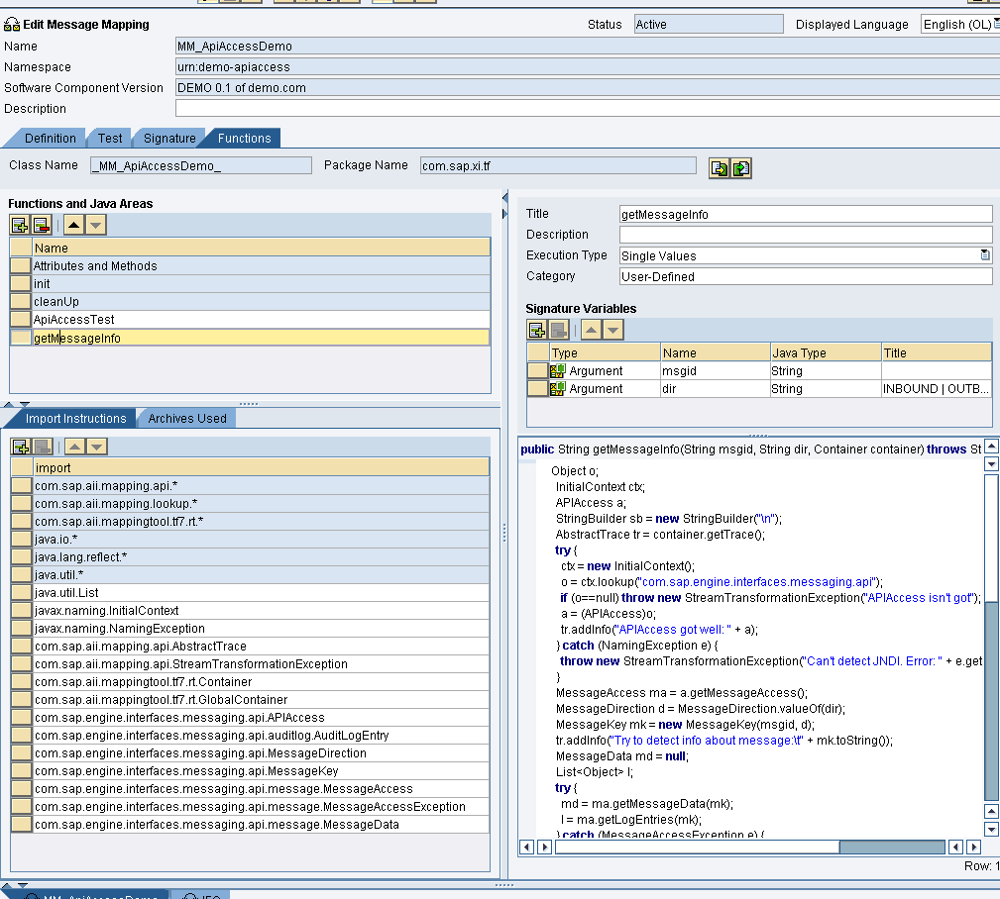 Edit Message Mapping
Status Active Displayed Language English (OL)
Name MM_ApiAccessDemo
Namespace urn:demo-apiaccess
Software Component Version DEMO 0.1 of demo.com
Description
Definition Test Signature Functions
Class Name _MM_ApiAccessDemo_ Package Name com.sap.xi.tf
Functions and Java Areas
Name
Attributes and Methods
init
cleanUp
ApiAccessTest
getMessageInfo
Import Instructions Archives Used
import
com.sap.aii.mapping.api.*
com.sap.aii.mapping.lookup.*
com.sap.aii.mappingtool.tf7.rt.*
java.io.*
java.lang.reflect.*
java.util.*
java.util.List
javax.naming.InitialContext
javax.naming.NamingException
com.sap.aii.mapping.api.AbstractTrace
com.sap.aii.mapping.api.StreamTransformationException
com.sap.aii.mappingtool.tf7.rt.Container
com.sap.aii.mappingtool.tf7.rt.GlobalContainer
com.sap.engine.interfaces.messaging.api.APIAccess
com.sap.engine.interfaces.messaging.api.auditlog.AuditLogEntry
com.sap.engine.interfaces.messaging.api.MessageDirection
com.sap.engine.interfaces.messaging.api.MessageKey
com.sap.engine.interfaces.messaging.api.message.MessageAccess
com.sap.engine.interfaces.messaging.api.message.MessageAccessException
com.sap.engine.interfaces.messaging.api.message.MessageData
Title getMessageInfo
Description
Execution Type Single Values
Category User-Defined
Signature Variables
Type Name Java Type Title
Argument msgid String
Argument dir String INBOUND | OUTB...
public String getMessageInfo(String msgid, String dir, Container container) throws St
Object o;
InitialContext ctx;
APIAccess a;
StringBuilder sb = new StringBuilder("\n");
AbstractTrace tr = container.getTrace();
try {
ctx = new InitialContext();
o = ctx.lookup("com.sap.engine.interfaces.messaging.api");
if (o==null) throw new StreamTransformationException("APIAccess isn't got");
a = (APIAccess)o;
tr.addInfo("APIAccess got well: " + a);
} catch (NamingException e) {
throw new StreamTransformationException("Can't detect JNDI. Error: " + e.get
}
MessageAccess ma = a.getMessageAccess();
MessageDirection d = MessageDirection.valueOf(dir);
MessageKey mk = new MessageKey(msgid, d);
tr.addInfo("Try to detect info about message:\t" + mk.toString());
MessageData md = null;
List<Object> l;
try {
md = ma.getMessageData(mk);
l = ma.getLogEntries(mk);
} catch (MessageAccessException e) {
Row: 1
MM_ApiAccessDemo